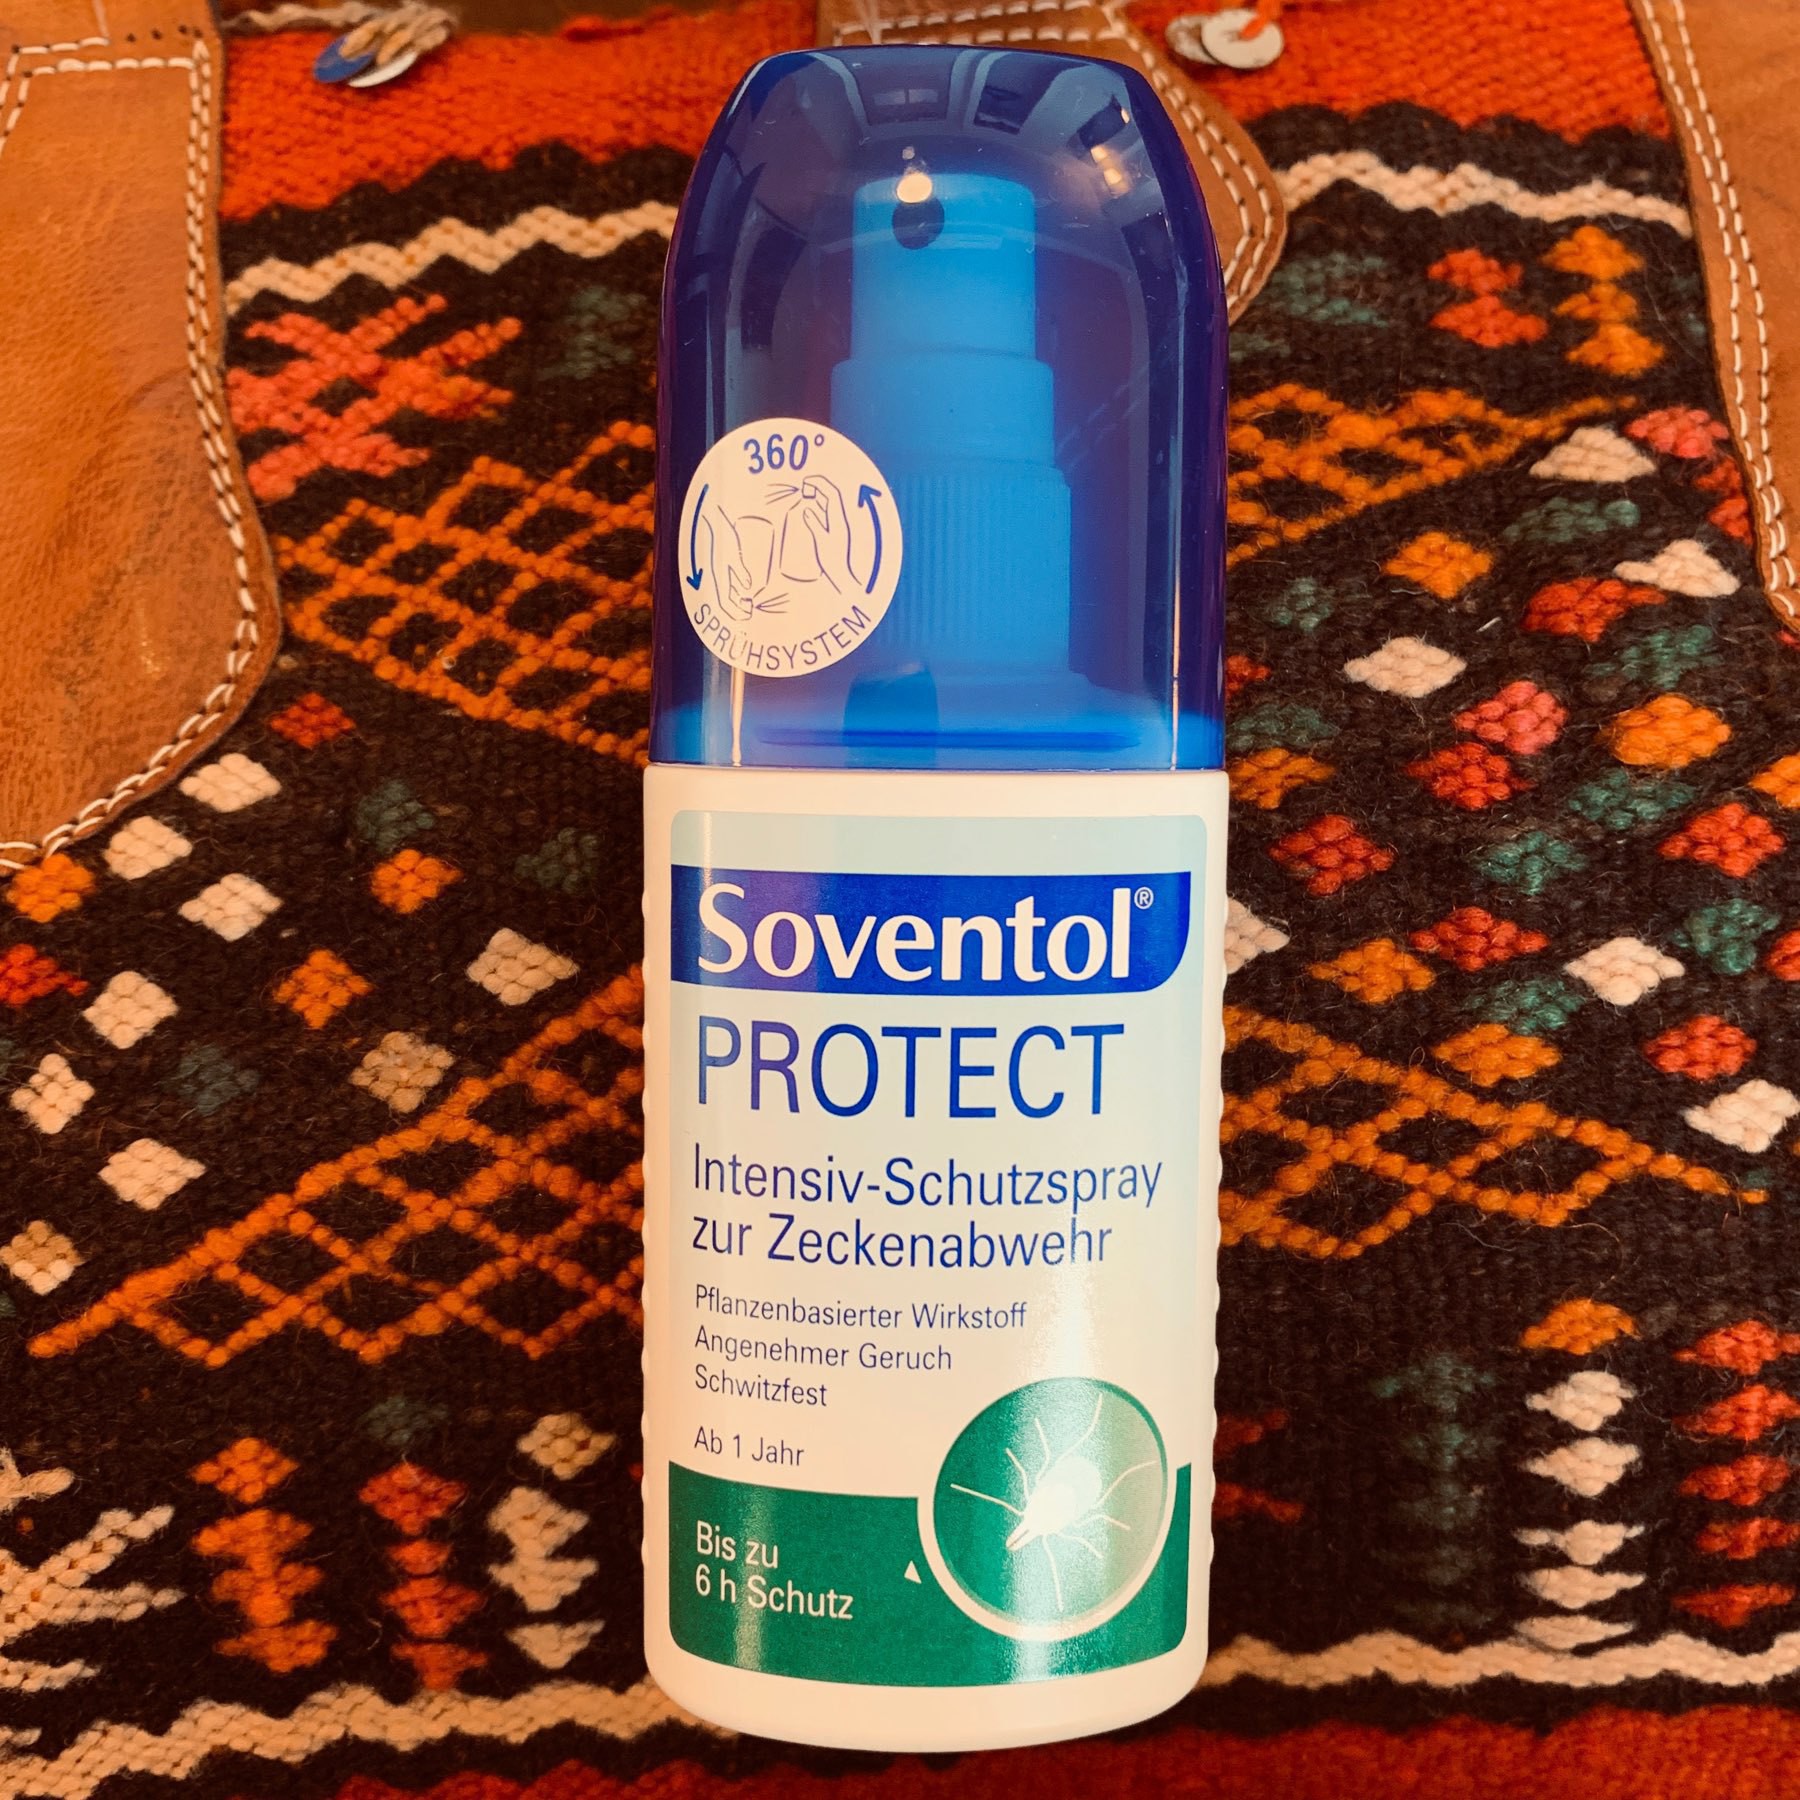 360°
SPRÜHSYSTEM
Soventol®
PROTECT
Intensiv-Schutzspray
zur Zeckenabwehr
Pflanzenbasierter Wirkstoff
Angenehmer Geruch
Schwitzfest
Ab 1 Jahr
Bis zu
6 h Schutz